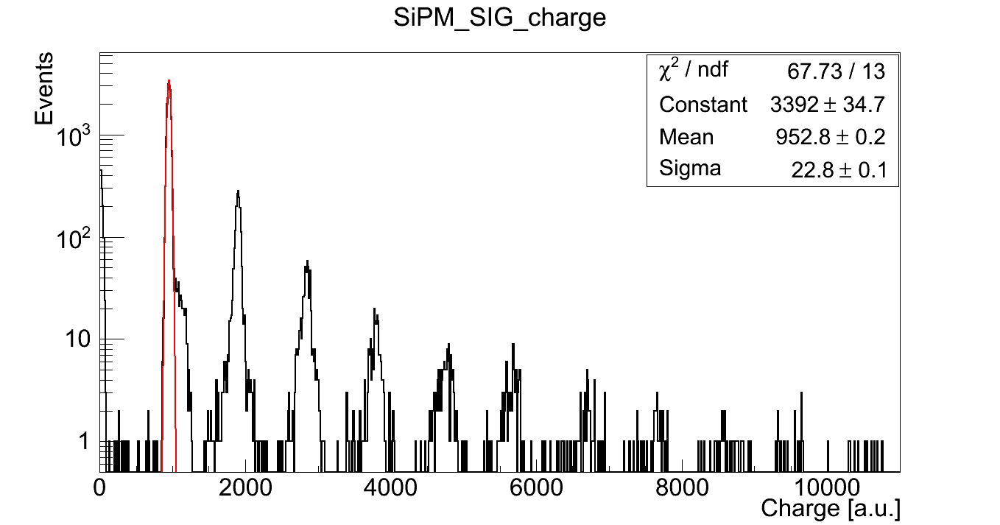 SiPM_SIG_charge
Events
χ² / ndf 67.73 / 13
Constant 3392 ± 34.7
Mean 952.8 ± 0.2
Sigma 22.8 ± 0.1
10³
10²
10
1
0 2000 4000 6000 8000 10000
Charge [a.u.]